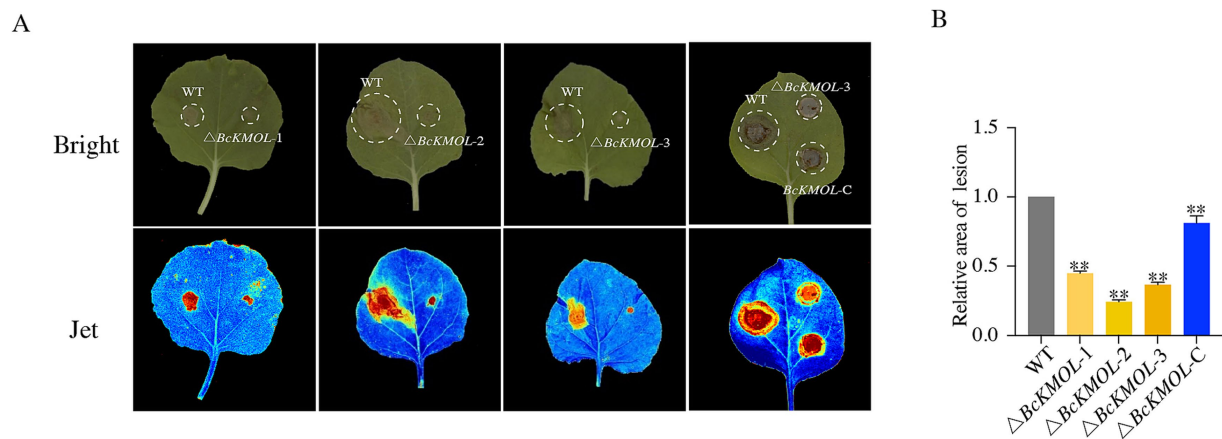 A
B
WT
△BcKMOL-1
WT
△BcKMOL-2
WT
△BcKMOL-3
△BcKMOL-3
WT
BcKMOL-C
Bright
Jet
Relative area of lesion
1.5
1.0
0.5
0.0
**
**
**
**
WT
△BcKMOL-1
△BcKMOL-2
△BcKMOL-3
△BcKMOL-C